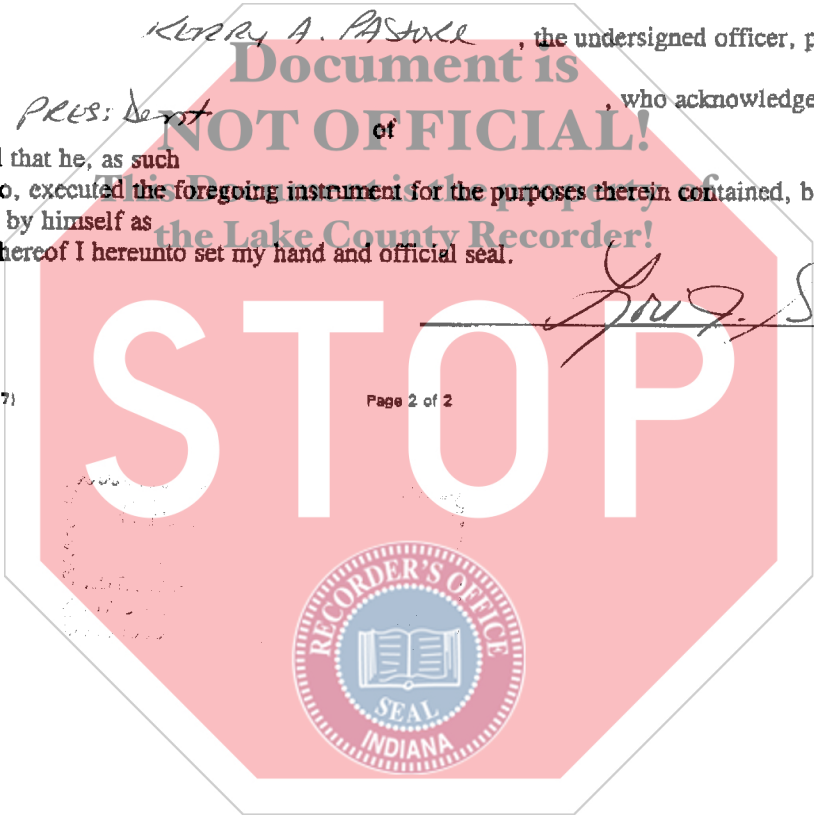 Kerry A. Pastore, the undersigned officer, p
Document is
President, who acknowledge
NOT OFFICIAL!
of
l that he, as such
This Document is the property of
o, executed the foregoing instrument for the purposes therein contained, b
by himself as
the Lake County Recorder!
hereof I hereunto set my hand and official seal.
S
STOP
7)
Page 2 of 2
RECORDER'S OFFICE
SEAL
INDIANA